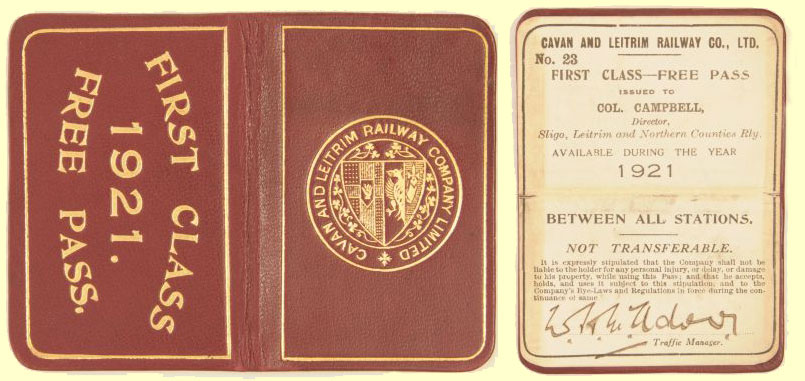 FIRST CLASS
1921.
FREE PASS.
CAVAN AND LEITRIM RAILWAY COMPANY LIMITED
CAVAN AND LEITRIM RAILWAY CO., LTD.
No. 23
FIRST CLASS—FREE PASS
ISSUED TO
COL. CAMPBELL,
Director,
Sligo, Leitrim and Northern Counties Rly.
AVAILABLE DURING THE YEAR
1921
BETWEEN ALL STATIONS.
NOT TRANSFERABLE.
It is expressly stipulated that the Company shall not be
liable to the holder for any personal injury, or delay, or damage
to his property, while using this Pass; and that he accepts,
holds, and uses it subject to this stipulation, and to the
Company's Bye-Laws and Regulations in force during the con-
tinuance of same
Traffic Manager.